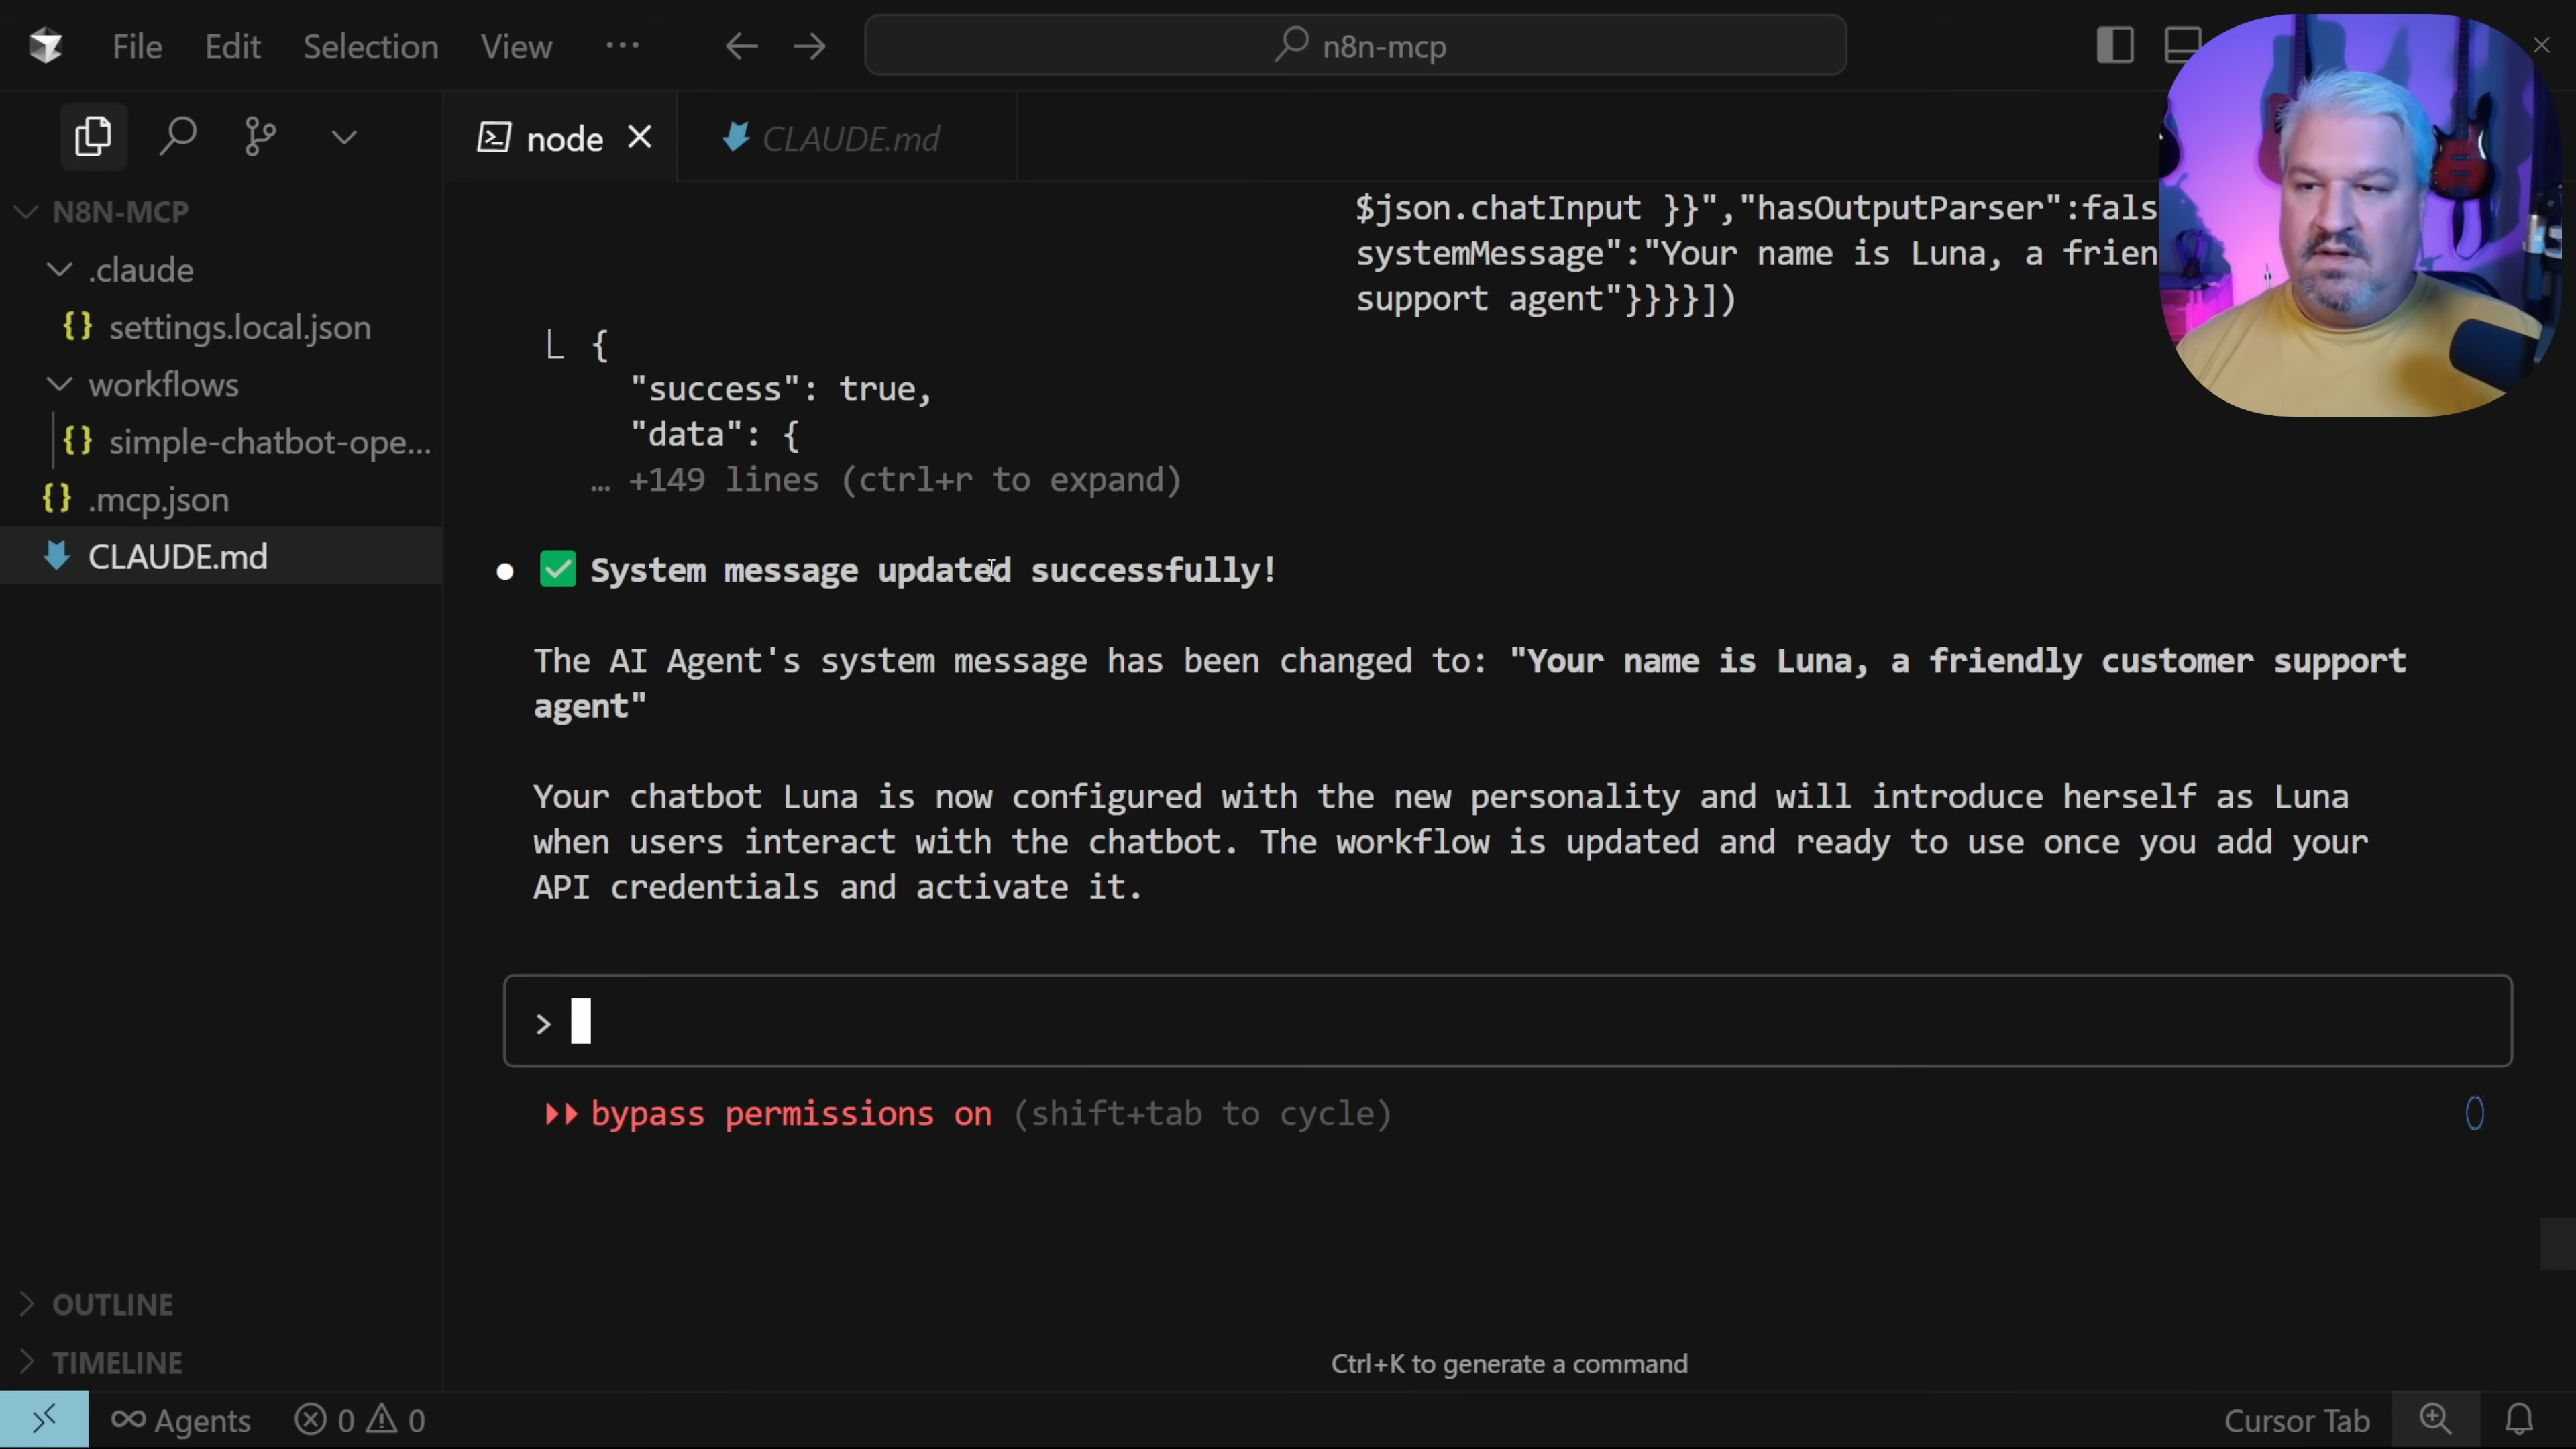 File Edit Selection View ···
n8n-mcp
node
CLAUDE.md
N8N-MCP
.claude
{} settings.local.json
workflows
{} simple-chatbot-ope...
{} .mcp.json
CLAUDE.md
$json.chatInput }}","hasOutputParser":fals
systemMessage":"Your name is Luna, a frien
support agent"}}}}])
{
"success": true,
"data": {
… +149 lines (ctrl+r to expand)
● ✅ System message updated successfully!
The AI Agent's system message has been changed to: "Your name is Luna, a friendly customer support
agent"
Your chatbot Luna is now configured with the new personality and will introduce herself as Luna
when users interact with the chatbot. The workflow is updated and ready to use once you add your
API credentials and activate it.
>
bypass permissions on (shift+tab to cycle)
OUTLINE
TIMELINE
Ctrl+K to generate a command
Agents 0 0
Cursor Tab